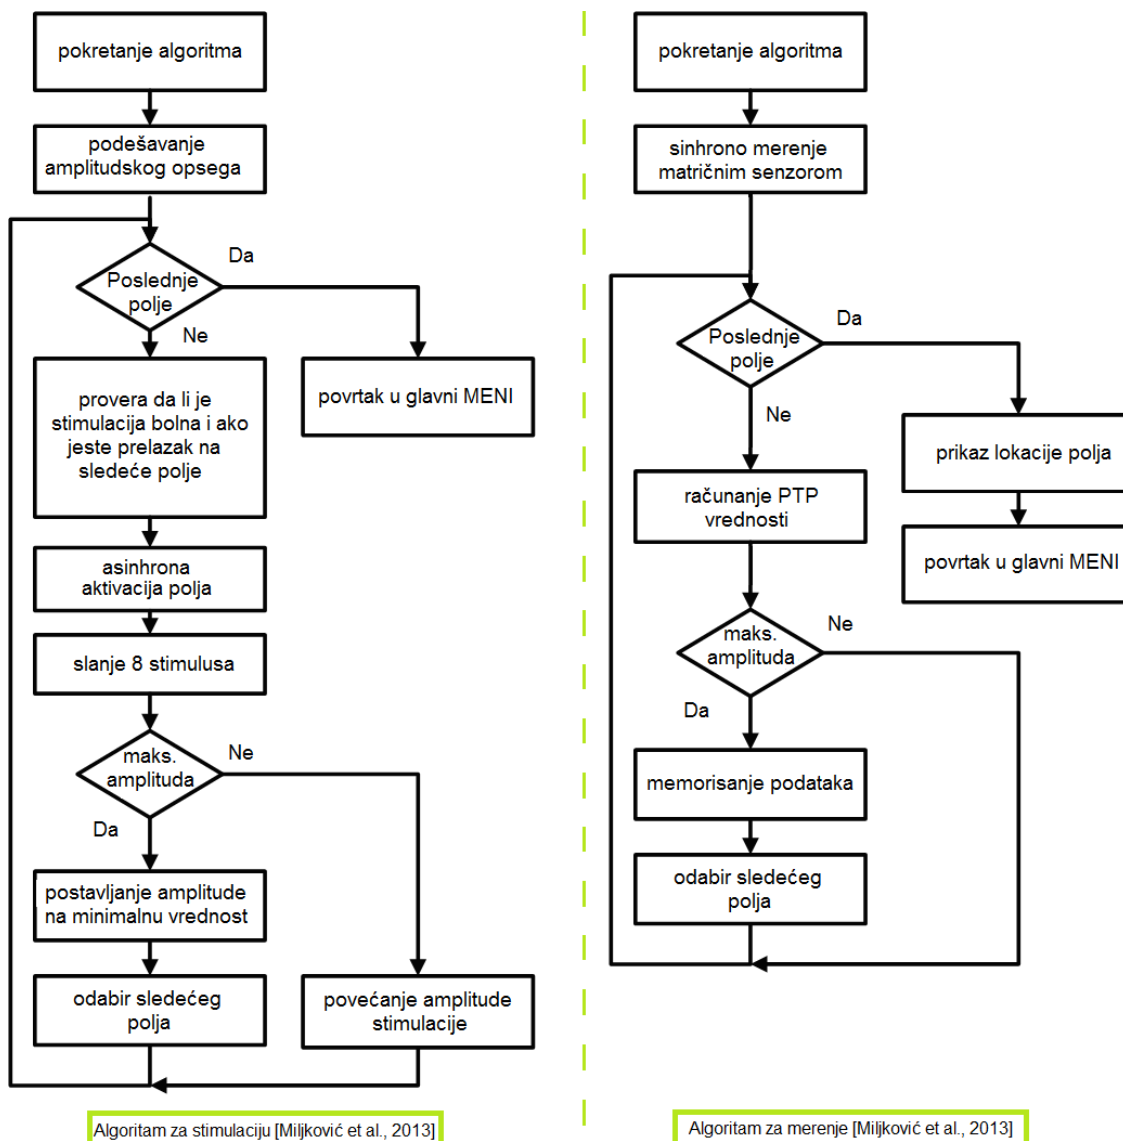 pokretanje algoritma
podešavanje
amplitudskog opsega
Da
Poslednje
polje
Ne
provera da li je
stimulacija bolna i ako
jeste prelazak na
sledeće polje
povrtak u glavni MENI
asinhrona
aktivacija polja
slanje 8 stimulusa
maks.
amplituda
Ne
Da
postavljanje amplitude
na minimalnu vrednost
odabir sledećeg
polja
povećanje amplitude
stimulacije
Algoritam za stimulaciju [Miljković et al., 2013]
pokretanje algoritma
sinhrono merenje
matričnim senzorom
Da
Poslednje
polje
Ne
prikaz lokacije polja
računanje PTP
vrednosti
povrtak u glavni MENI
maks.
amplituda
Ne
Da
memorisanje podataka
odabir sledećeg
polja
Algoritam za merenje [Miljković et al., 2013]